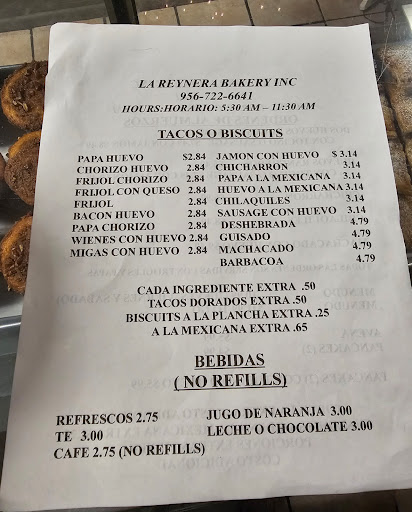 LA REYNERA BAKERY INC
956-722-6641
HOURS:HORARIO: 5:30 AM – 11:30 AM
TACOS O BISCUITS
PAPA HUEVO $2.84 JAMON CON HUEVO $ 3.14
CHORIZO HUEVO 2.84 CHICHARRON 3.14
FRIJOL CHORIZO 2.84 PAPA A LA MEXICANA 3.14
FRIJOL CON QUESO 2.84 HUEVO A LA MEXICANA 3.14
FRIJOL 2.84 CHILAQUILES 3.14
BACON HUEVO 2.84 SAUSAGE CON HUEVO 3.14
PAPA CHORIZO 2.84 DESHEBRADA 4.79
WIENES CON HUEVO 2.84 GUISADO 4.79
MIGAS CON HUEVO 2.84 MACHACADO 4.79
BARBACOA 4.79
CADA INGREDIENTE EXTRA .50
TACOS DORADOS EXTRA .50
BISCUITS A LA PLANCHA EXTRA .25
A LA MEXICANA EXTRA .65
BEBIDAS
( NO REFILLS)
REFRESCOS 2.75 JUGO DE NARANJA 3.00
TE 3.00 LECHE O CHOCOLATE 3.00
CAFE 2.75 (NO REFILLS)